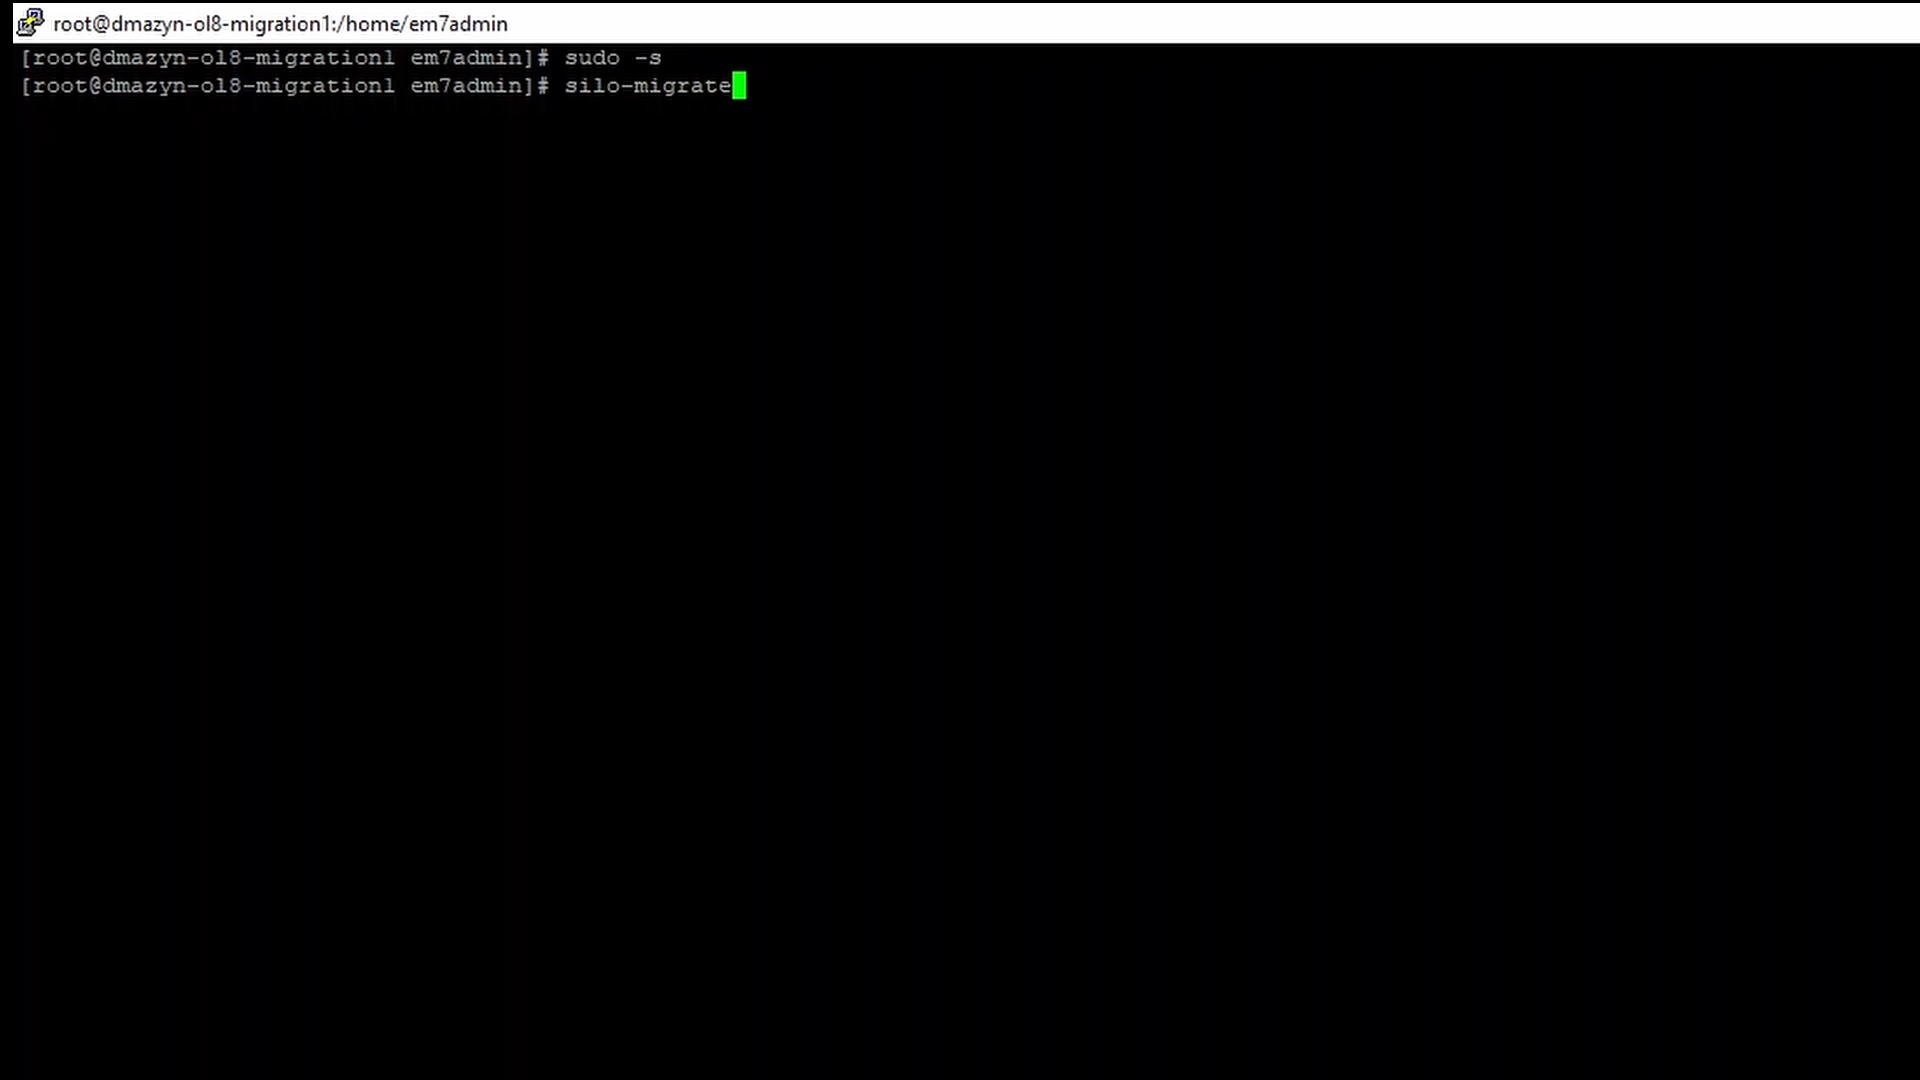 root@dmazyn-ol8-migration1:/home/em7admin
[root@dmazyn-ol8-migration1 em7admin]# sudo -s
[root@dmazyn-ol8-migration1 em7admin]# silo-migrate